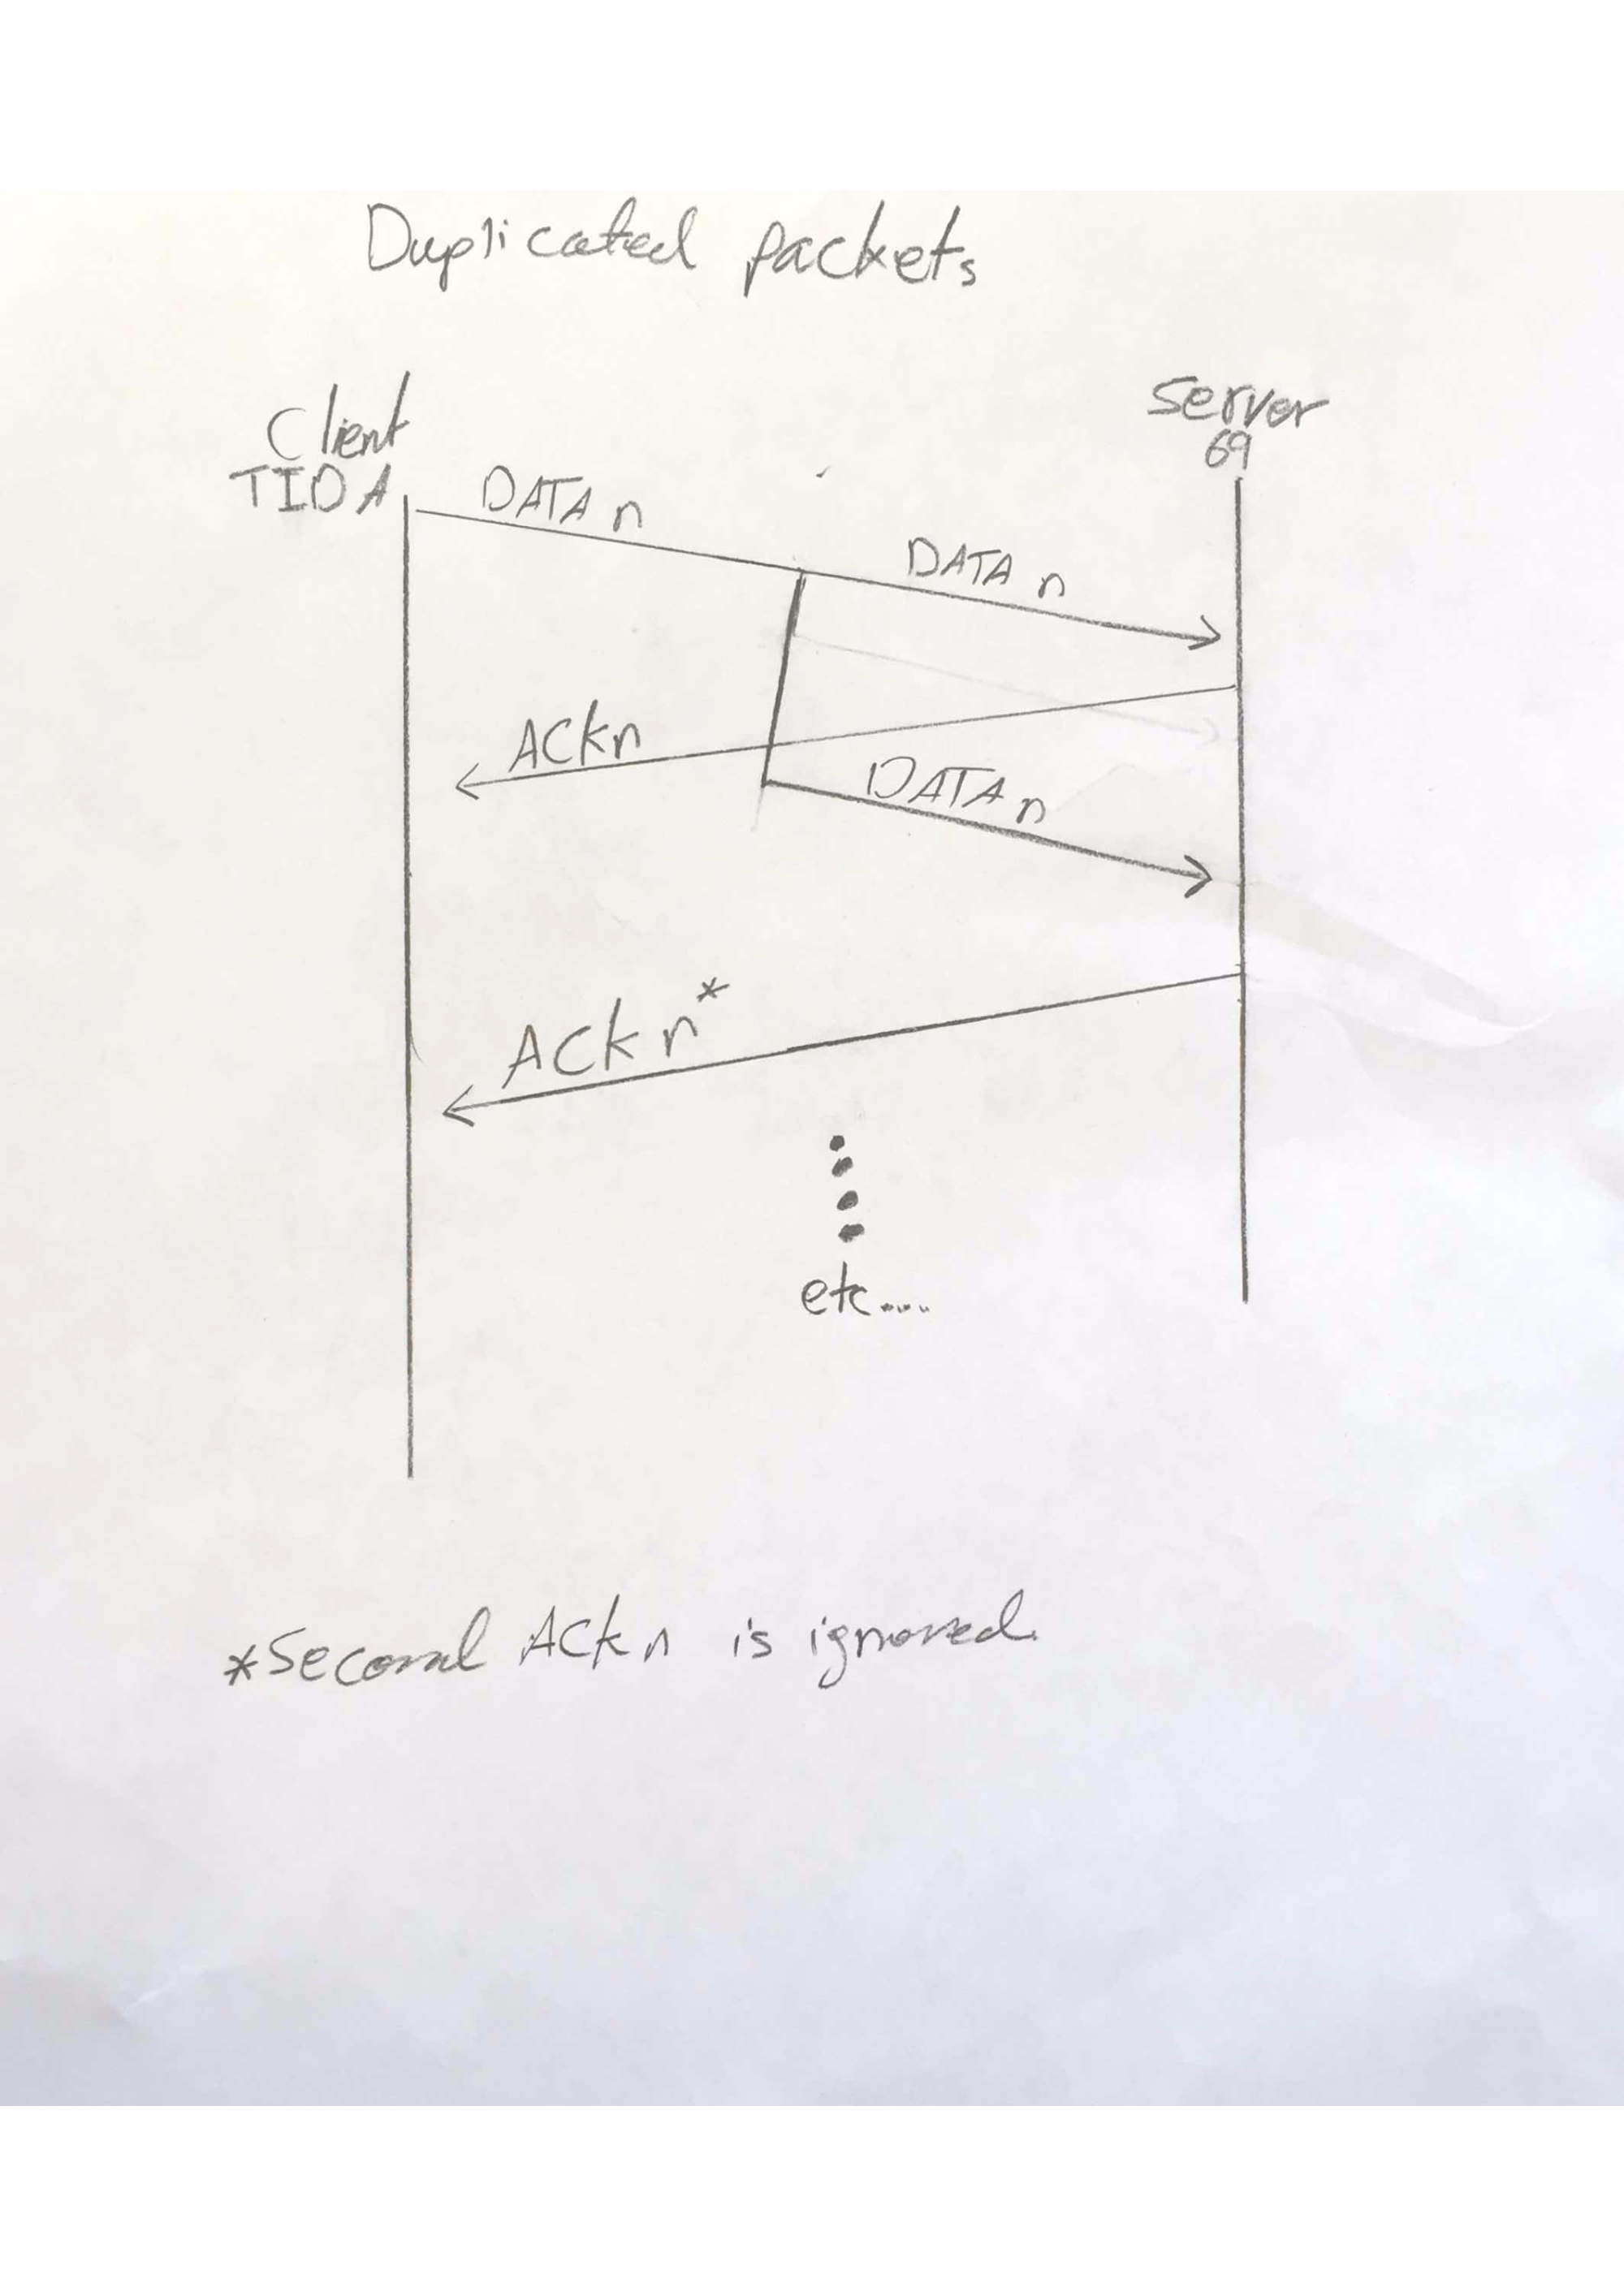 Duplicated packets
Client
TID A
Server
69
DATA n
DATA n
ACK n
DATA n
ACK n*
etc....
*Second ACK n is ignored.